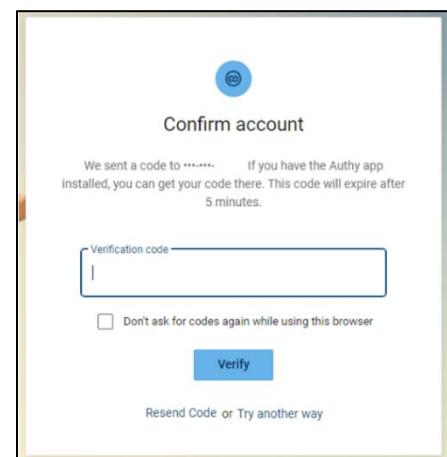 Confirm account
We sent a code to •••-•••- If you have the Authy app
installed, you can get your code there. This code will expire after
5 minutes.
Verification code
Don't ask for codes again while using this browser
Verify
Resend Code or Try another way